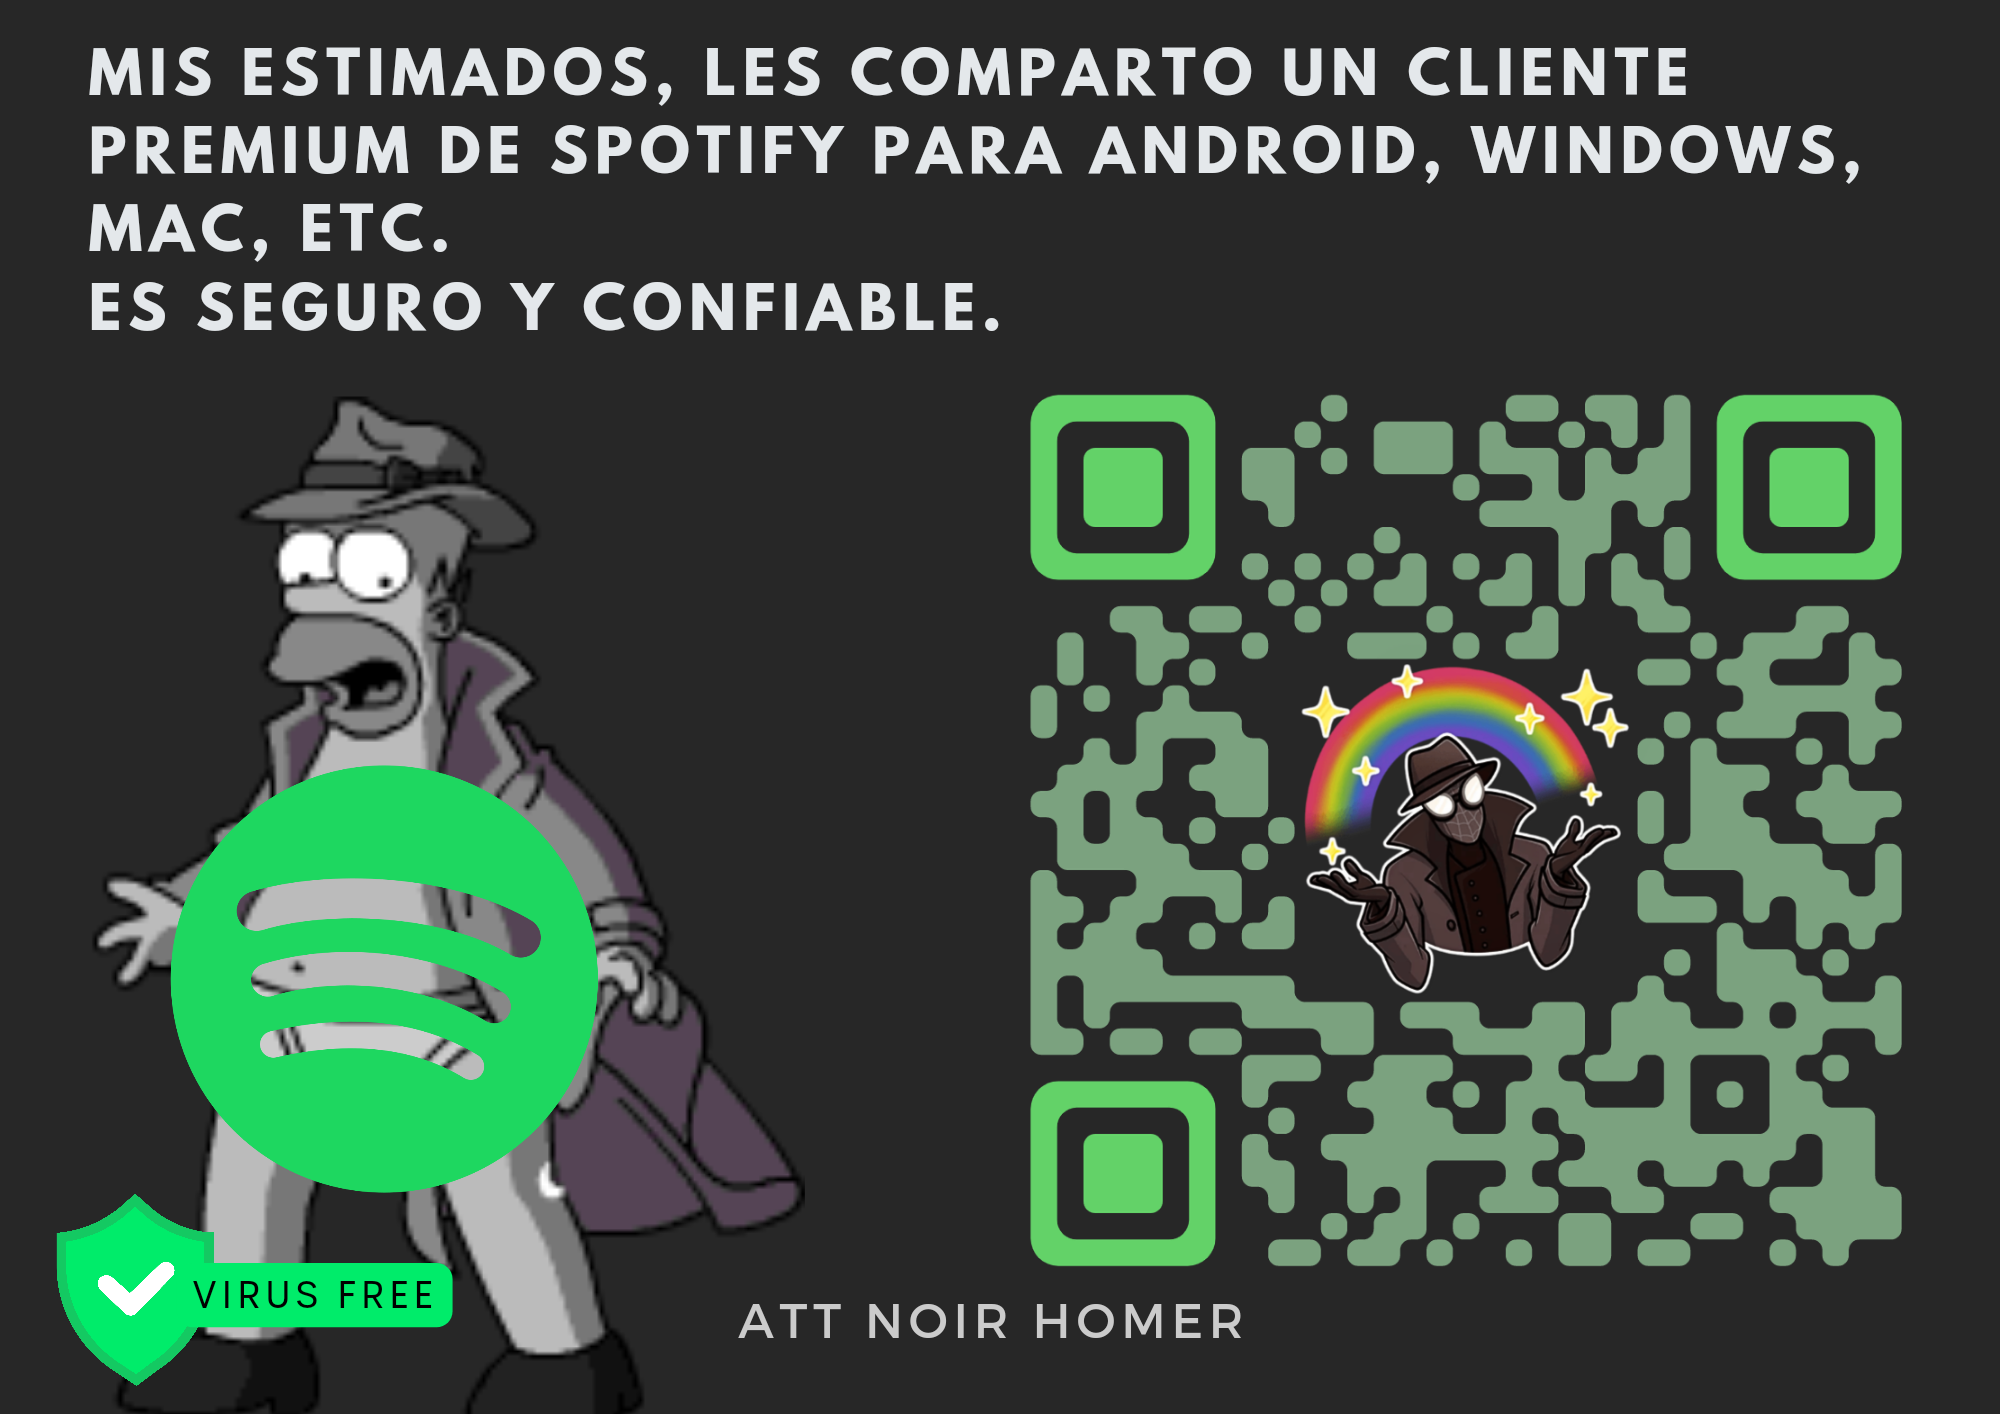 MIS ESTIMADOS, LES COMPARTO UN CLIENTE
PREMIUM DE SPOTIFY PARA ANDROID, WINDOWS,
MAC, ETC.
ES SEGURO Y CONFIABLE.
VIRUS FREE
ATT NOIR HOMER